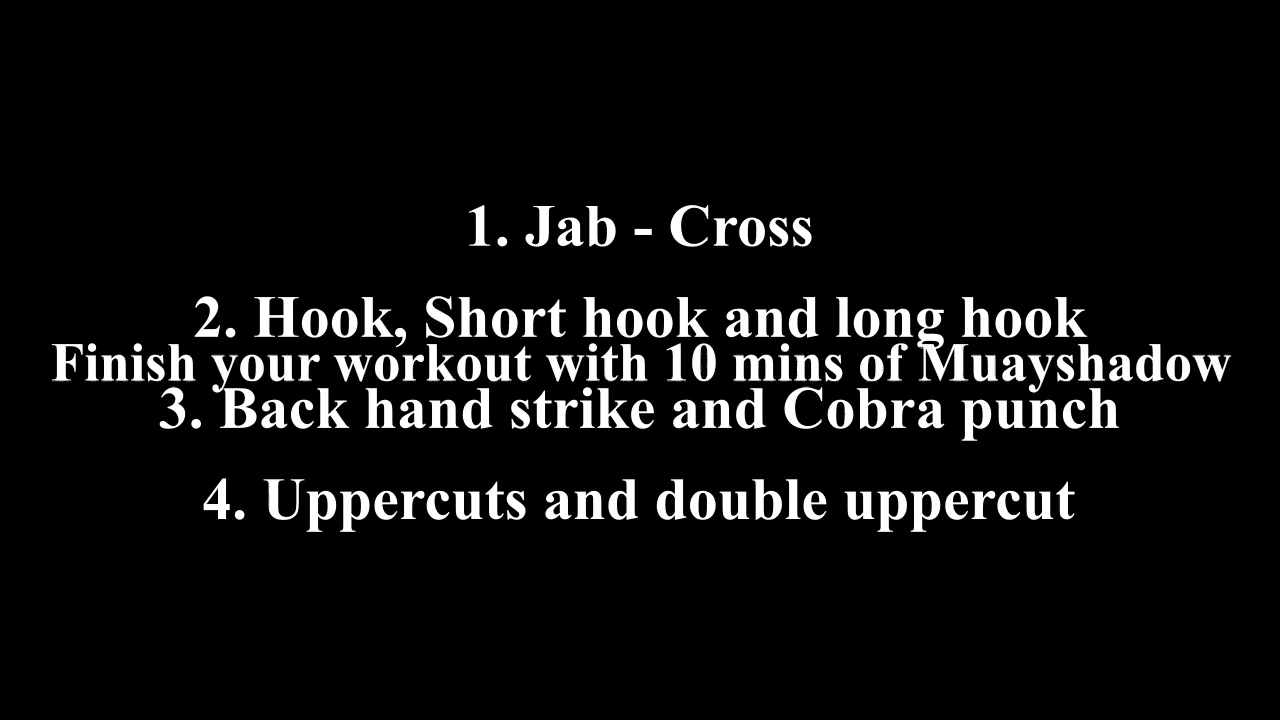 1. Jab - Cross
2. Hook, Short hook and long hook
Finish your workout with 10 mins of Muayshadow
3. Back hand strike and Cobra punch
4. Uppercuts and double uppercut